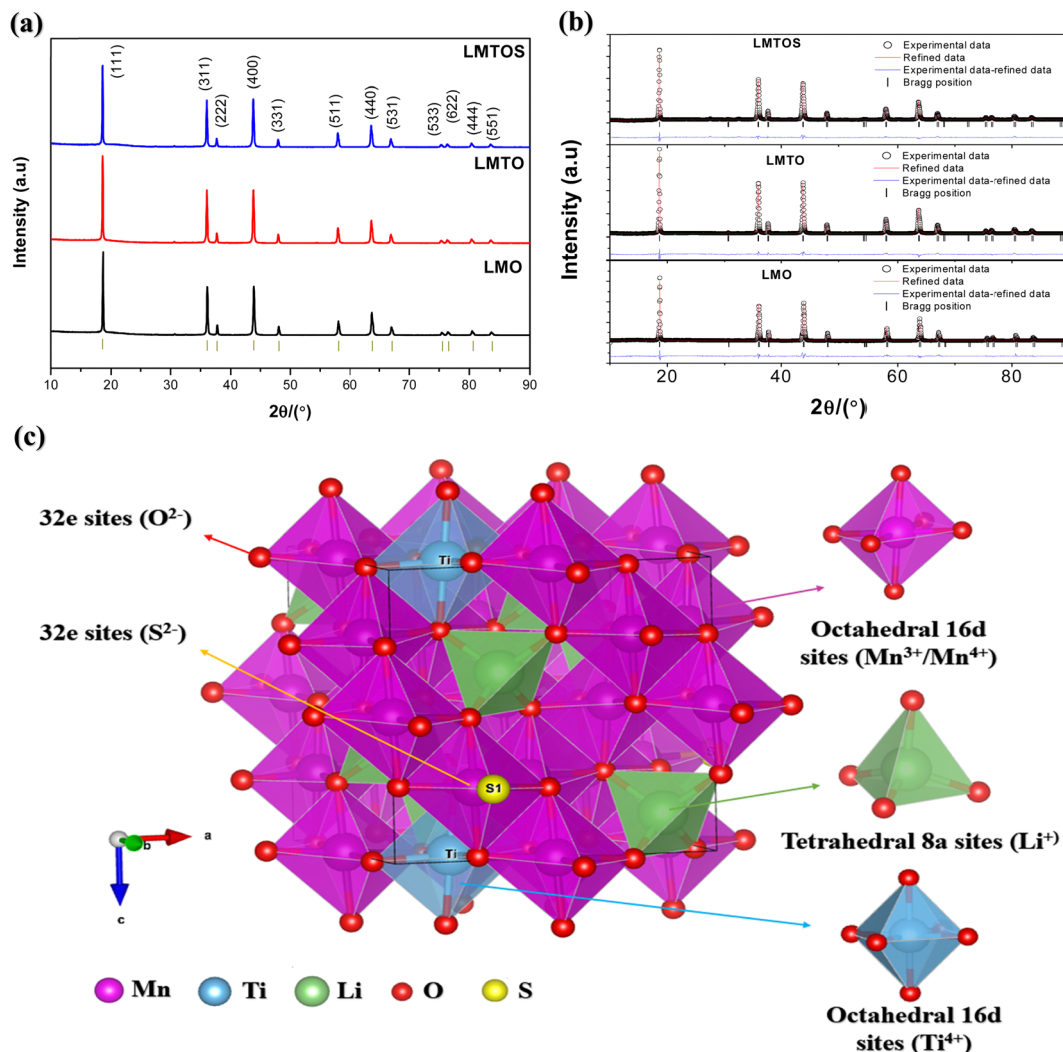 (a)
LMTOS
(111)
(311)
(222)
(400)
(331)
(511)
(440)
(531)
(533)
(622)
(444)
(551)
LMTO
LMO
Intensity (a.u)
10 20 30 40 50 60 70 80 90
2θ/(°)
(b)
LMTOS
Experimental data
Refined data
Experimental data-refined data
Bragg position
LMTO
Experimental data
Refined data
Experimental data-refined data
Bragg position
LMO
Experimental data
Refined data
Experimental data-refined data
Bragg position
Intensity (a.u)
20 40 60 80
2θ/(°)
(c)
32e sites (O²⁻)
32e sites (S²⁻)
Ti
S1
Ti
Octahedral 16d
sites (Mn³⁺/Mn⁴⁺)
Tetrahedral 8a sites (Li⁺)
Octahedral 16d
sites (Ti⁴⁺)
a
b
c
Mn Ti Li O S